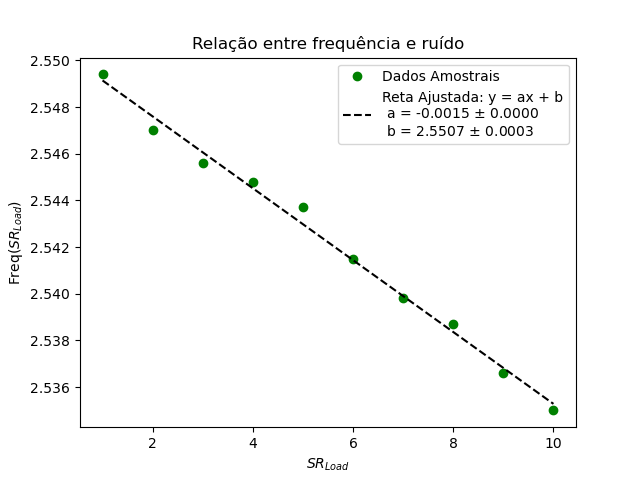 Relação entre frequência e ruído
2.550
2.548
2.546
2.544
2.542
2.540
2.538
2.536
Freq(SR_Load)
Dados Amostrais
Reta Ajustada: y = ax + b
a = -0.0015 ± 0.0000
b = 2.5507 ± 0.0003
2 4 6 8 10
SR_Load